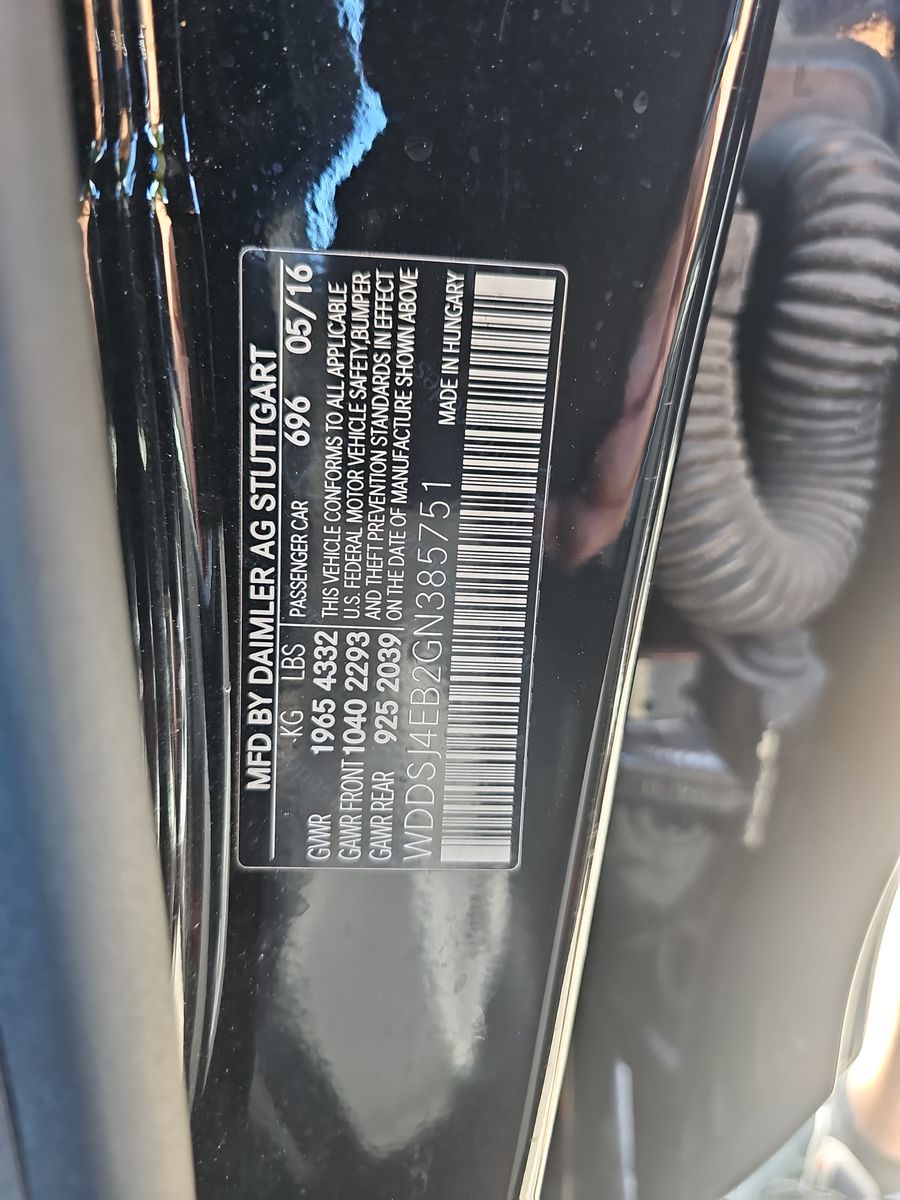 MFD BY DAIMLER AG STUTTGART
KG LBS PASSENGER CAR 696 05/16
GVWR 1965 4332 THIS VEHICLE CONFORMS TO ALL APPLICABLE
GAWR FRONT 1040 2293 U.S. FEDERAL MOTOR VEHICLE SAFETY,BUMPER
GAWR REAR 925 2039 AND THEFT PREVENTION STANDARDS IN EFFECT
ON THE DATE OF MANUFACTURE SHOWN ABOVE
WDDSJ4EB2GN385751 MADE IN HUNGARY